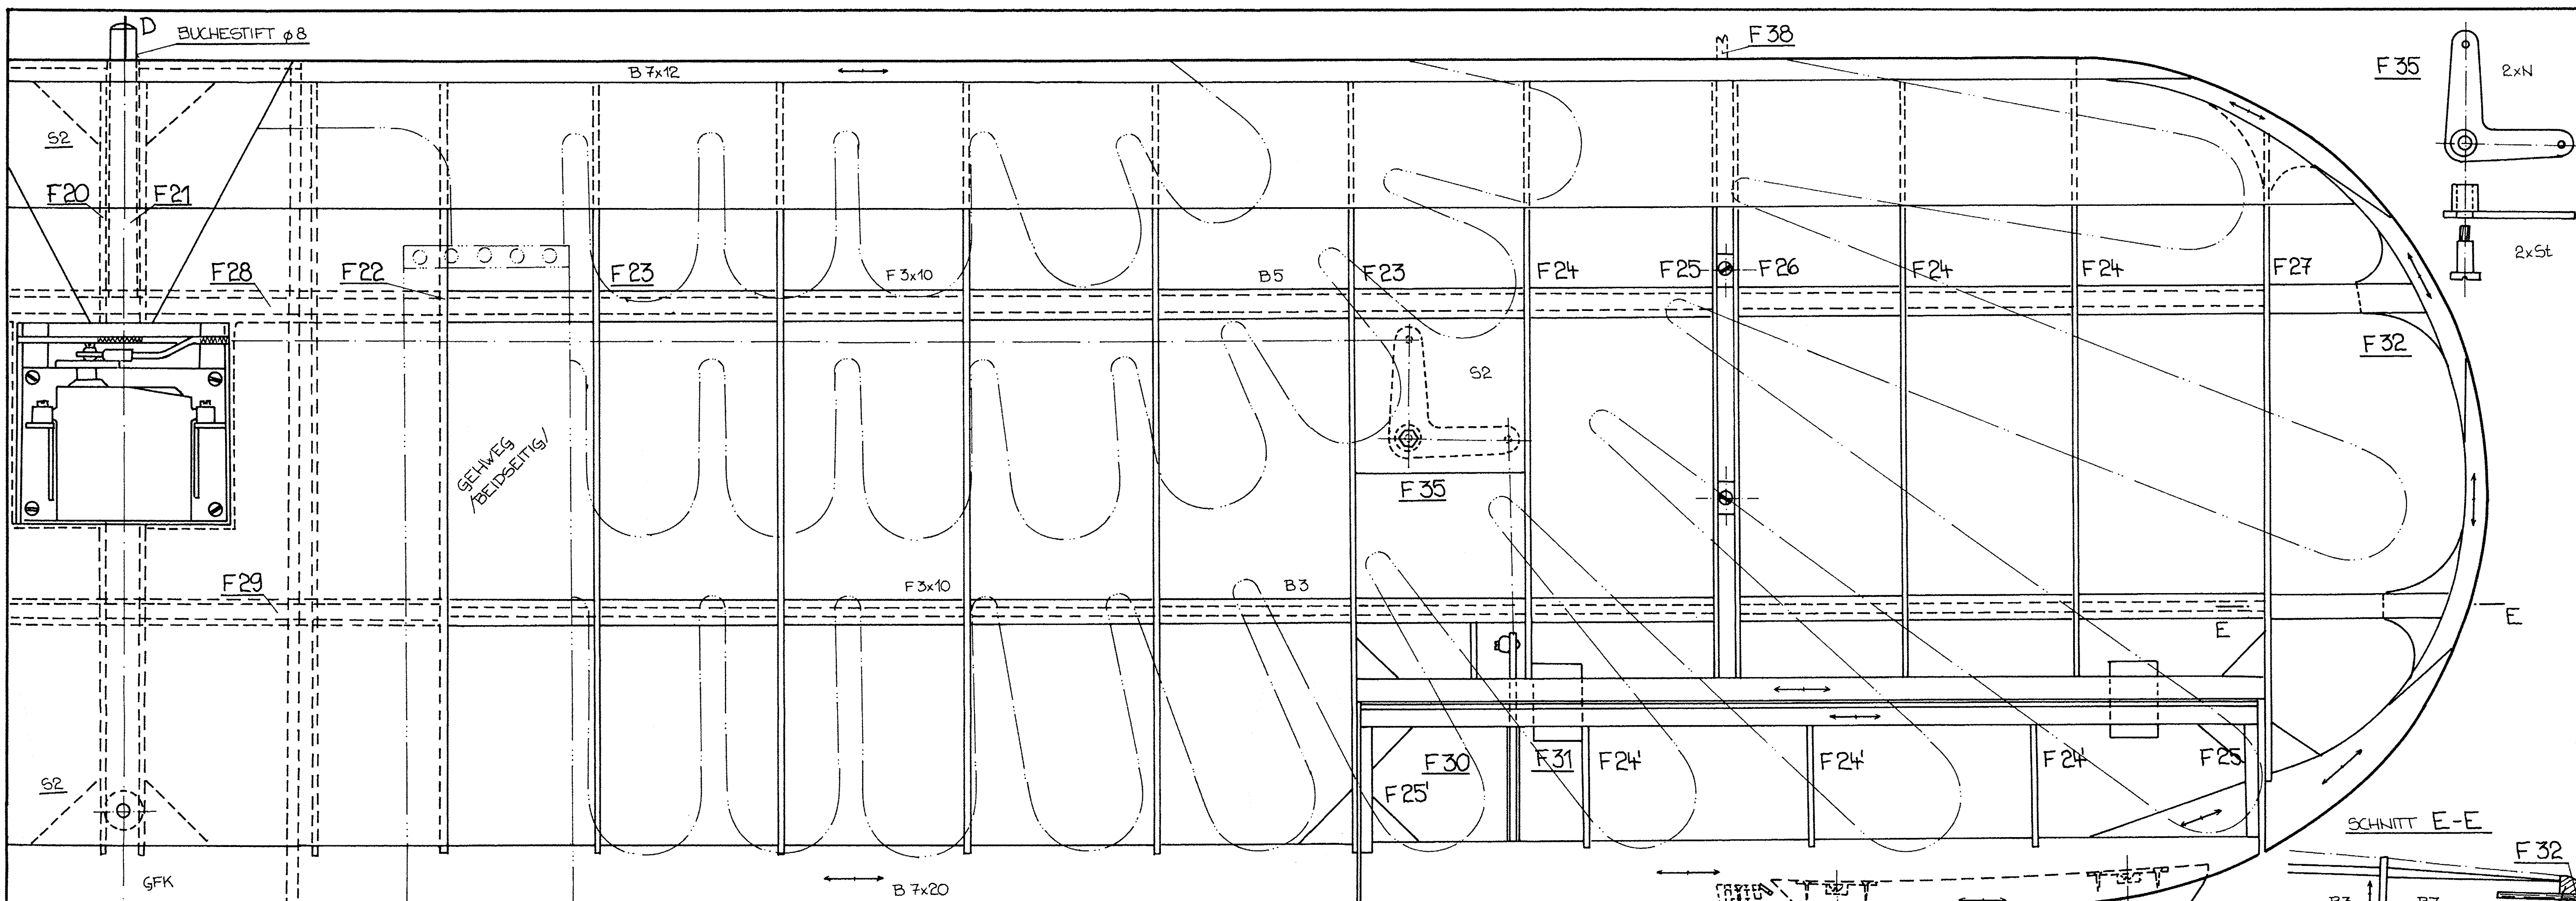 D
BUCHESTIFT φ8
F38
F35
2xN
B 7x12
S2
F20
F21
2xSt
F28
F22
F23
F3x10
B5
F23
F24
F25
F26
F24
F24
F27
F32
S2
GEHWEG
/BEIDSEITIG/
F35
F29
F3x10
B3
E
E
F30
F31
F24'
F24'
F24'
F25
F25'
S2
SCHNITT E-E
F32
GFK
B 7x20